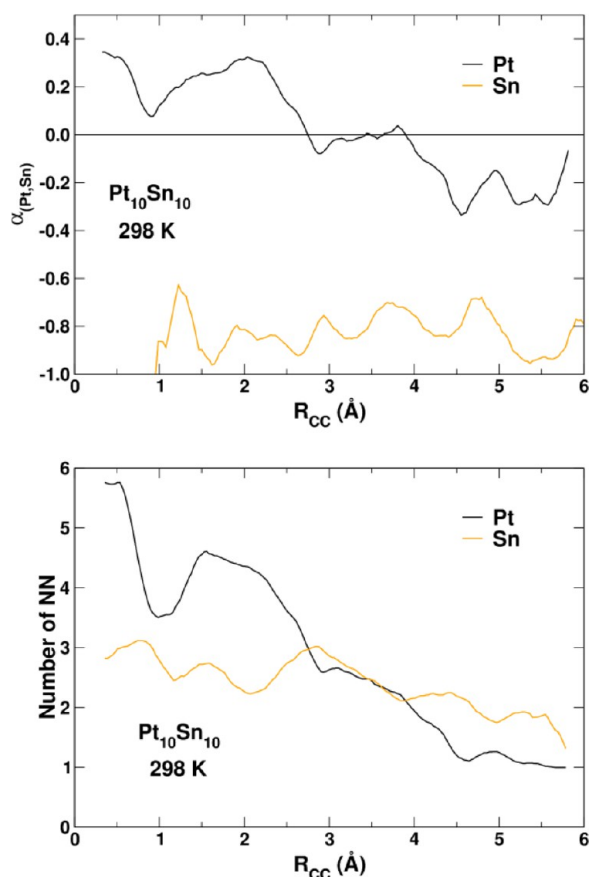 0.4
0.2
0.0
-0.2
-0.4
-0.6
-0.8
-1.0
α(Pt,Sn)
Pt
Sn
Pt10Sn10
298 K
0 1 2 3 4 5 6
RCC (Å)
6
5
4
3
2
1
0
Number of NN
Pt
Sn
Pt10Sn10
298 K
0 1 2 3 4 5 6
RCC (Å)